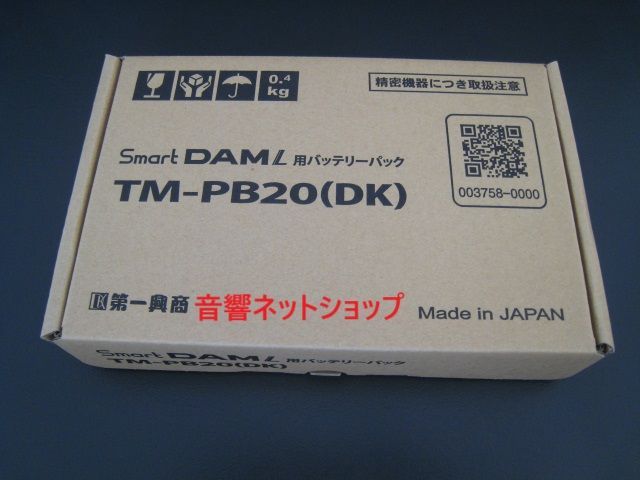 0.4
kg
精密機器につき取扱注意
Smart DAM L 用バッテリーパック
TM-PB20(DK)
003758-0000
DK 第一興商
音響ネットショップ
Made in JAPAN
Smart DAM L 用バッテリーパック
TM-PB20(DK)